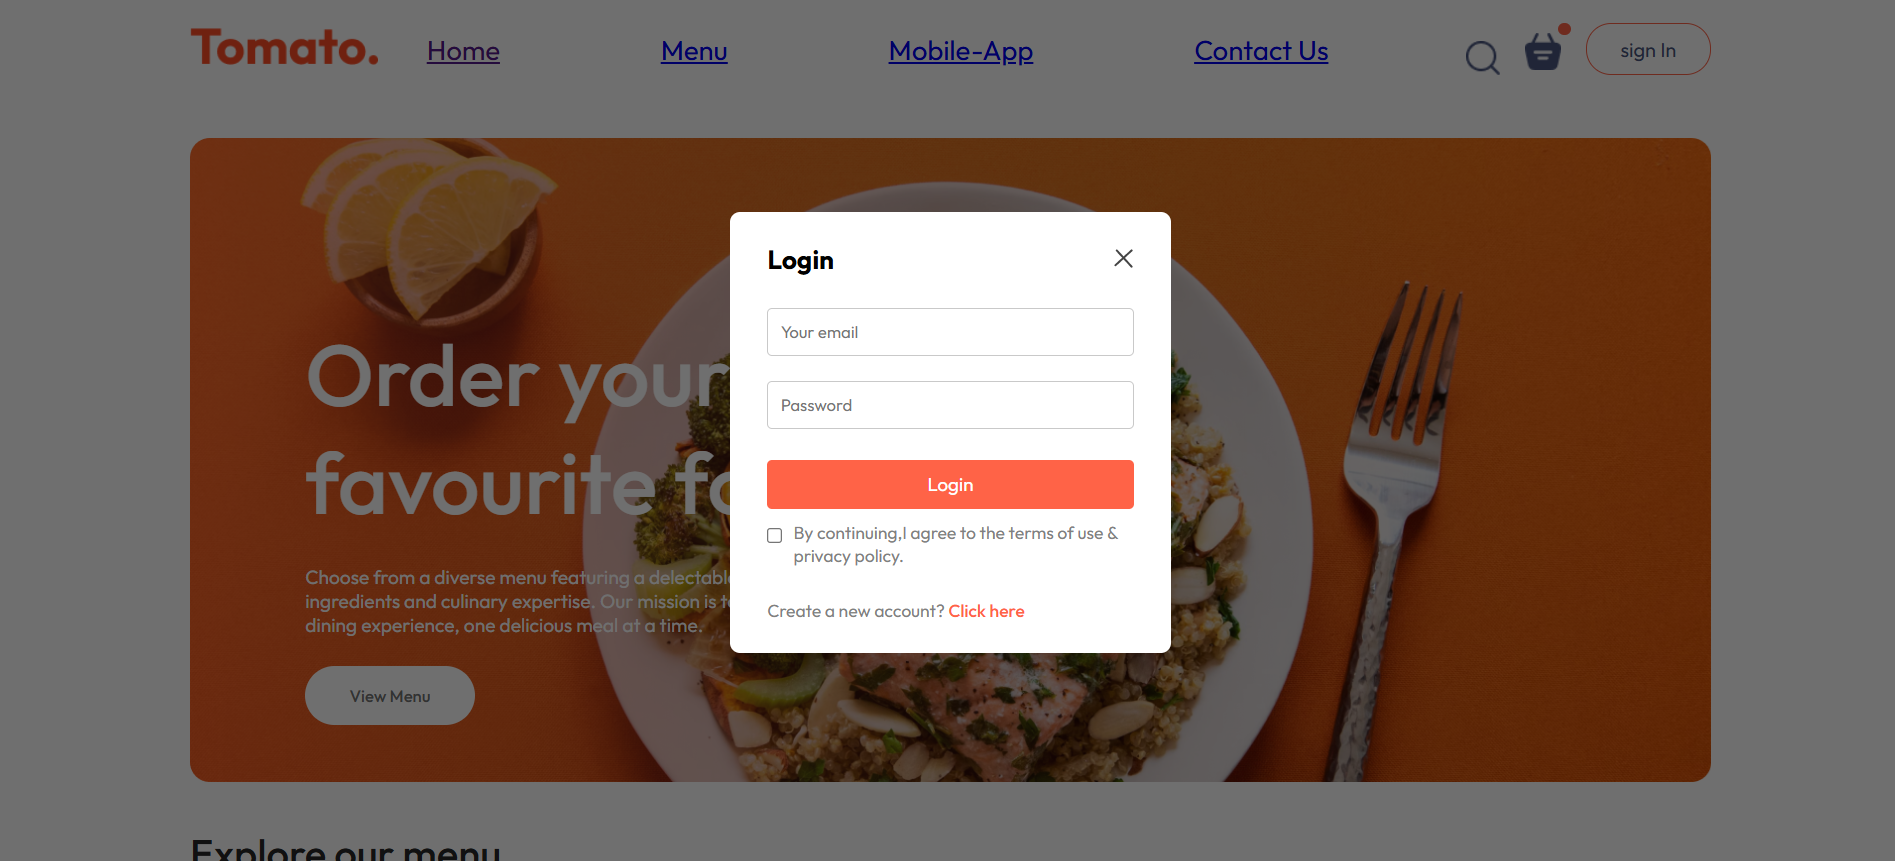 Tomato.
Home
Menu
Mobile-App
Contact Us
sign In
Order your
favourite
Choose from a diverse menu featuring a
ingredients and culinary expertise. Our mission is
dining experience, one delicious meal at a time.
View Menu
Login
Your email
Password
Login
By continuing,I agree to the terms of use &
privacy policy.
Create a new account? Click here
Explore our menu